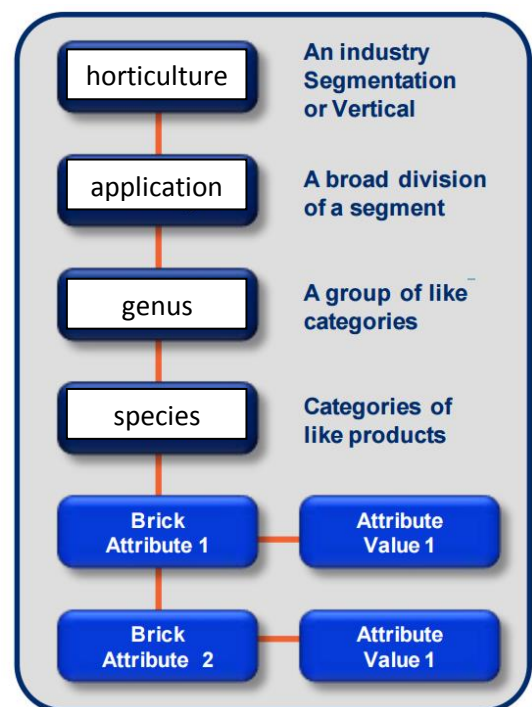 horticulture
An industry
Segmentation
or Vertical
application
A broad division
of a segment
genus
A group of like
categories
species
Categories of
like products
Brick
Attribute 1
Attribute
Value 1
Brick
Attribute 2
Attribute
Value 1